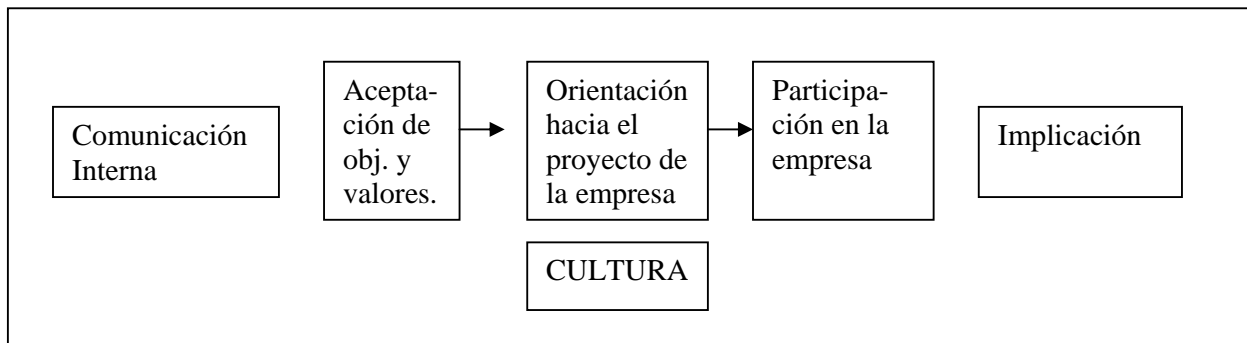 Comunicación
Interna
Acepta-
ción de
obj. y
valores.
Orientación
hacia el
proyecto de
la empresa
CULTURA
Participa-
ción en la
empresa
Implicación